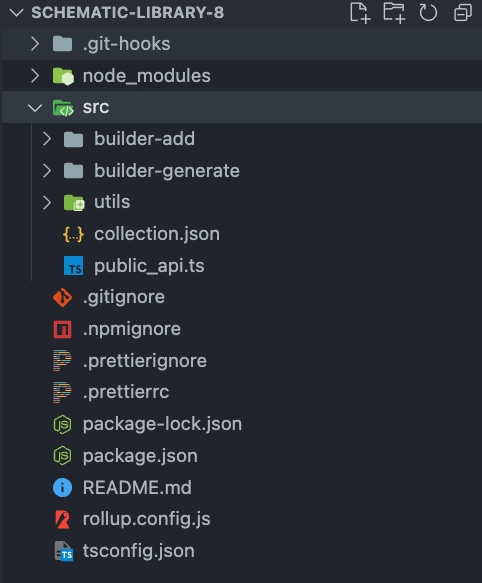 SCHEMATIC-LIBRARY-8
.git-hooks
node_modules
src
builder-add
builder-generate
utils
{..} collection.json
TS public_api.ts
.gitignore
.npmignore
.prettierignore
.prettierrc
JS package-lock.json
JS package.json
i README.md
rollup.config.js
TS tsconfig.json